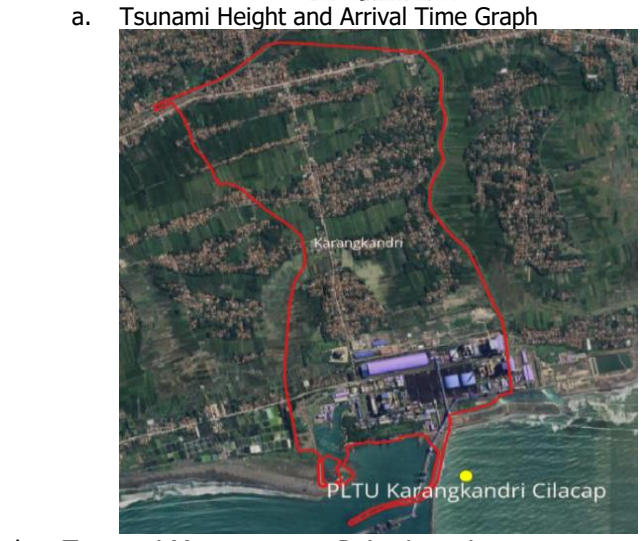 a. Tsunami Height and Arrival Time Graph
Karangkandri
PLTU Karangkandri Cilacap